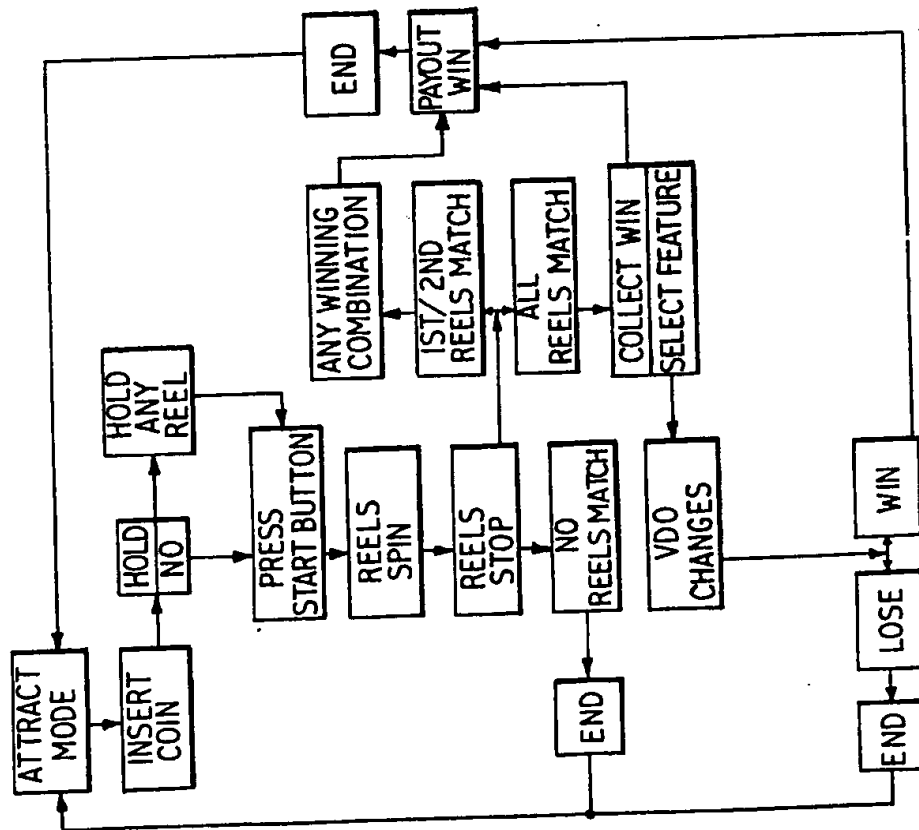 ATTRACT
MODE
INSERT
COIN
HOLD
NO
HOLD
ANY
REEL
PRESS
START BUTTON
REELS
SPIN
REELS
STOP
NO
REELS MATCH
END
ANY WINNING
COMBINATION
1ST/2ND
REELS MATCH
ALL
REELS MATCH
COLLECT WIN
SELECT FEATURE
PAYOUT
WIN
END
VDO
CHANGES
WIN
LOSE
END